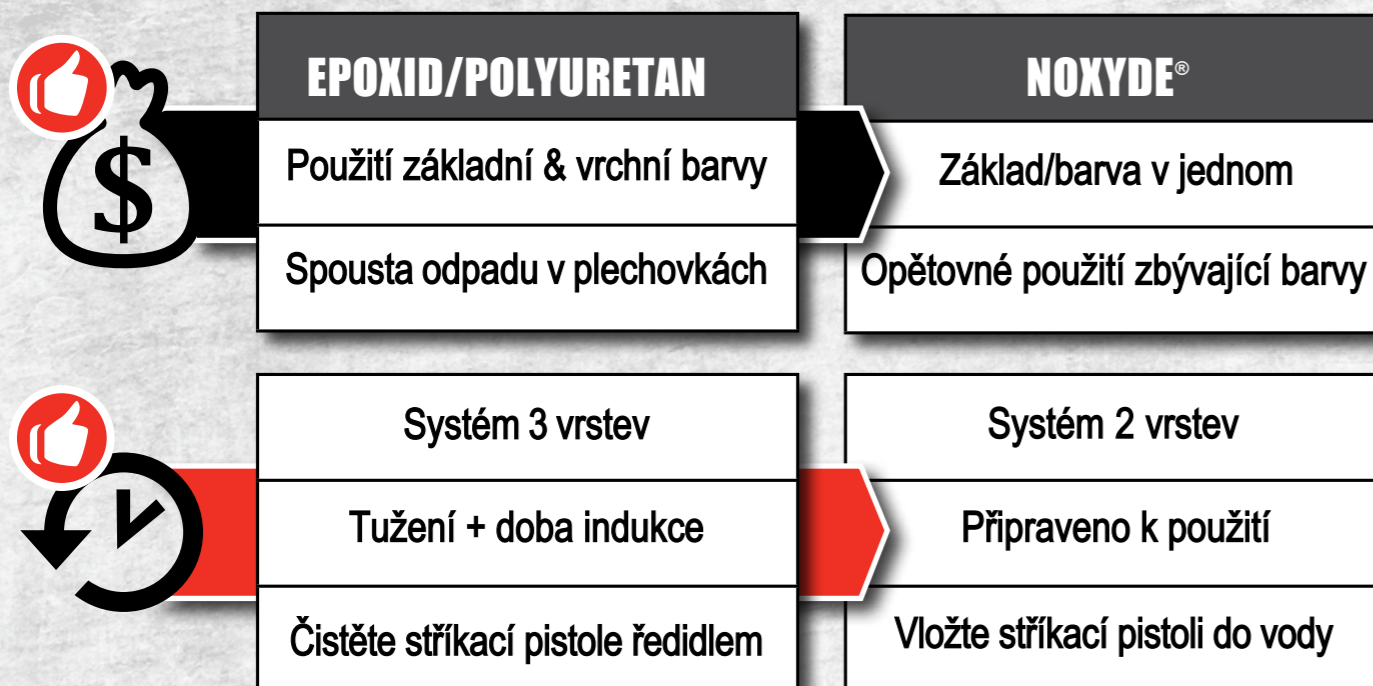 EPOXID/POLYURETAN
NOXYDE®
Použití základní & vrchní barvy
Základ/barva v jednom
Spousta odpadu v plechovkách
Opětovné použití zbývající barvy
Systém 3 vrstev
Systém 2 vrstev
Tužení + doba indukce
Připraveno k použití
Čistěte stříkací pistole ředidlem
Vložte stříkací pistoli do vody
$